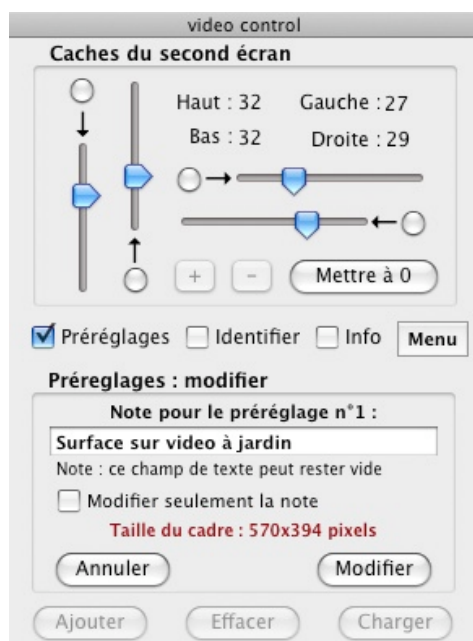 video control
Caches du second écran
Haut : 32 Gauche : 27
Bas : 32 Droite : 29
+ - Mettre à 0
Préréglages Identifier Info Menu
Préreglages : modifier
Note pour le préréglage n°1 :
Surface sur video à jardin
Note : ce champ de texte peut rester vide
Modifier seulement la note
Taille du cadre : 570x394 pixels
Annuler Modifier
Ajouter Effacer Charger